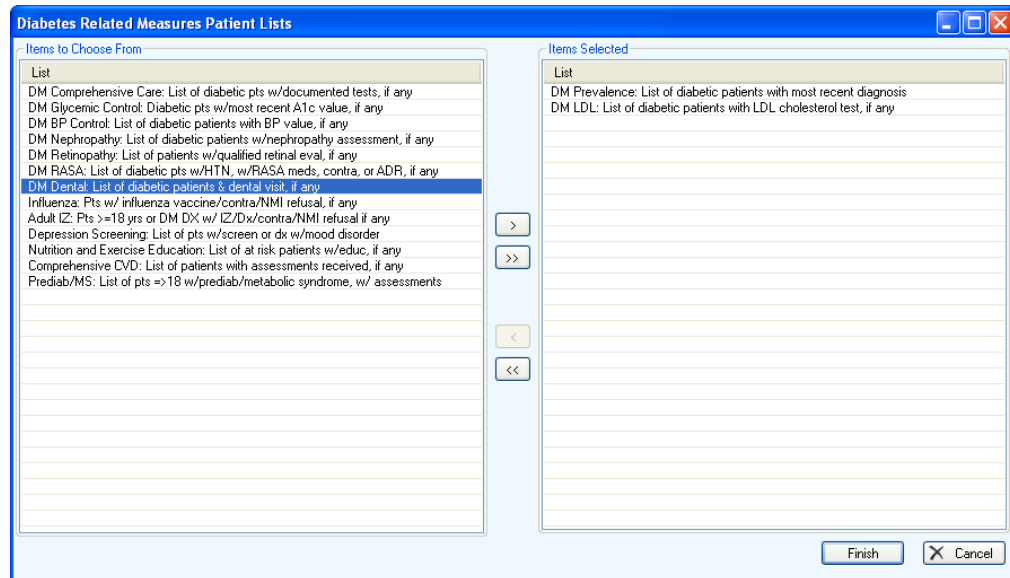 Diabetes Related Measures Patient Lists
Items to Choose From
List
DM Comprehensive Care: List of diabetic pts w/documented tests, if any
DM Glycemic Control: Diabetic pts w/most recent A1c value, if any
DM BP Control: List of diabetic patients with BP value, if any
DM Nephropathy: List of diabetic patients w/nephropathy assessment, if any
DM Retinopathy: List of patients w/qualified retinal eval, if any
DM RASA: List of diabetic pts w/HTN, w/RASA meds, contra, or ADR, if any
DM Dental: List of diabetic patients & dental visit, if any
Influenza: Pts w/ influenza vaccine/contra/NMI refusal, if any
Adult IZ: Pts >=18 yrs or DM DX w/ IZ/Dx/contra/NMI refusal if any
Depression Screening: List of pts w/screen or dx w/mood disorder
Nutrition and Exercise Education: List of at risk patients w/educ, if any
Comprehensive CVD: List of patients with assessments received, if any
Prediab/MS: List of pts =>18 w/prediab/metabolic syndrome, w/ assessments
>
>>
<
<<
Items Selected
List
DM Prevalence: List of diabetic patients with most recent diagnosis
DM LDL: List of diabetic patients with LDL cholesterol test, if any
Finish
Cancel